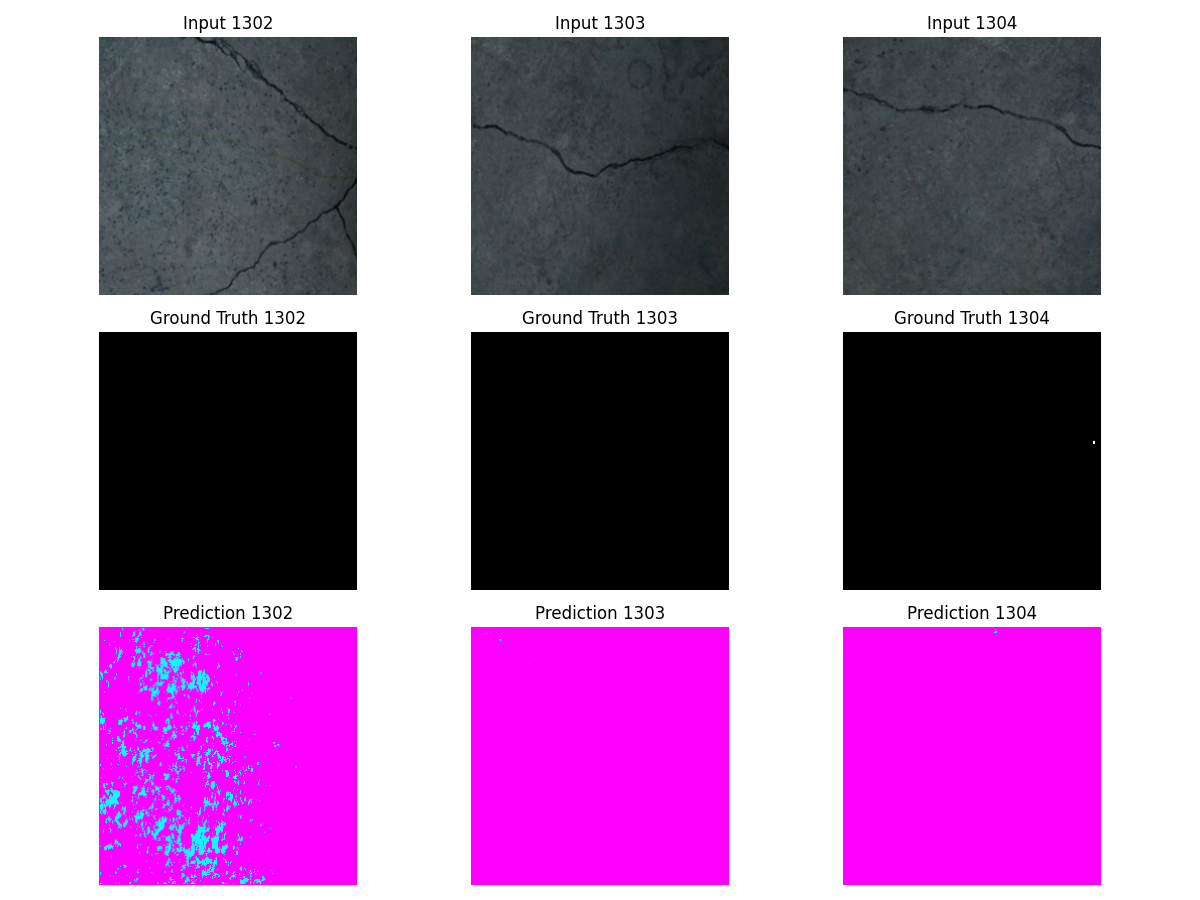 Input 1302
Input 1303
Input 1304
Ground Truth 1302
Ground Truth 1303
Ground Truth 1304
Prediction 1302
Prediction 1303
Prediction 1304